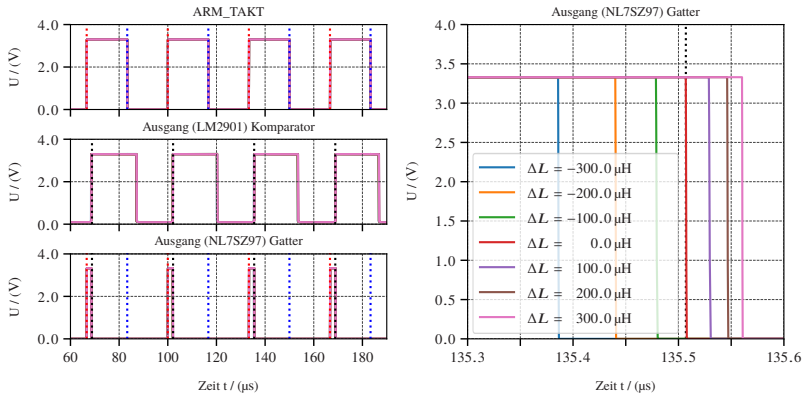 ARM_TAKT
U / (V)
4.0
2.0
0.0
Ausgang (LM2901) Komparator
U / (V)
4.0
2.0
0.0
Ausgang (NL7SZ97) Gatter
U / (V)
4.0
2.0
0.0
60 80 100 120 140 160 180
Zeit t / (µs)
Ausgang (NL7SZ97) Gatter
U / (V)
4.0
3.5
3.0
2.5
2.0
1.5
1.0
0.5
0.0
ΔL = −300.0 µH
ΔL = −200.0 µH
ΔL = −100.0 µH
ΔL = 0.0 µH
ΔL = 100.0 µH
ΔL = 200.0 µH
ΔL = 300.0 µH
135.3 135.4 135.5 135.6
Zeit t / (µs)